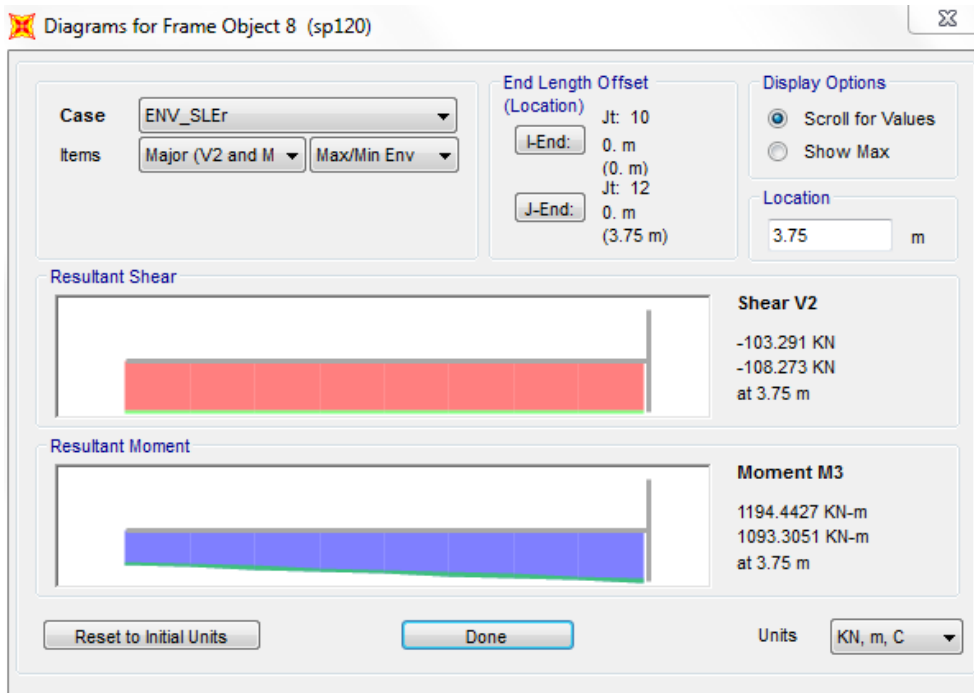 Diagrams for Frame Object 8 (sp120)
Case
ENV_SLEr
Items
Major (V2 and M
Max/Min Env
End Length Offset
(Location)
I-End:
Jt: 10
0. m
(0. m)
J-End:
Jt: 12
0. m
(3.75 m)
Display Options
Scroll for Values
Show Max
Location
3.75 m
Resultant Shear
Shear V2
-103.291 KN
-108.273 KN
at 3.75 m
Resultant Moment
Moment M3
1194.4427 KN-m
1093.3051 KN-m
at 3.75 m
Reset to Initial Units
Done
Units
KN, m, C